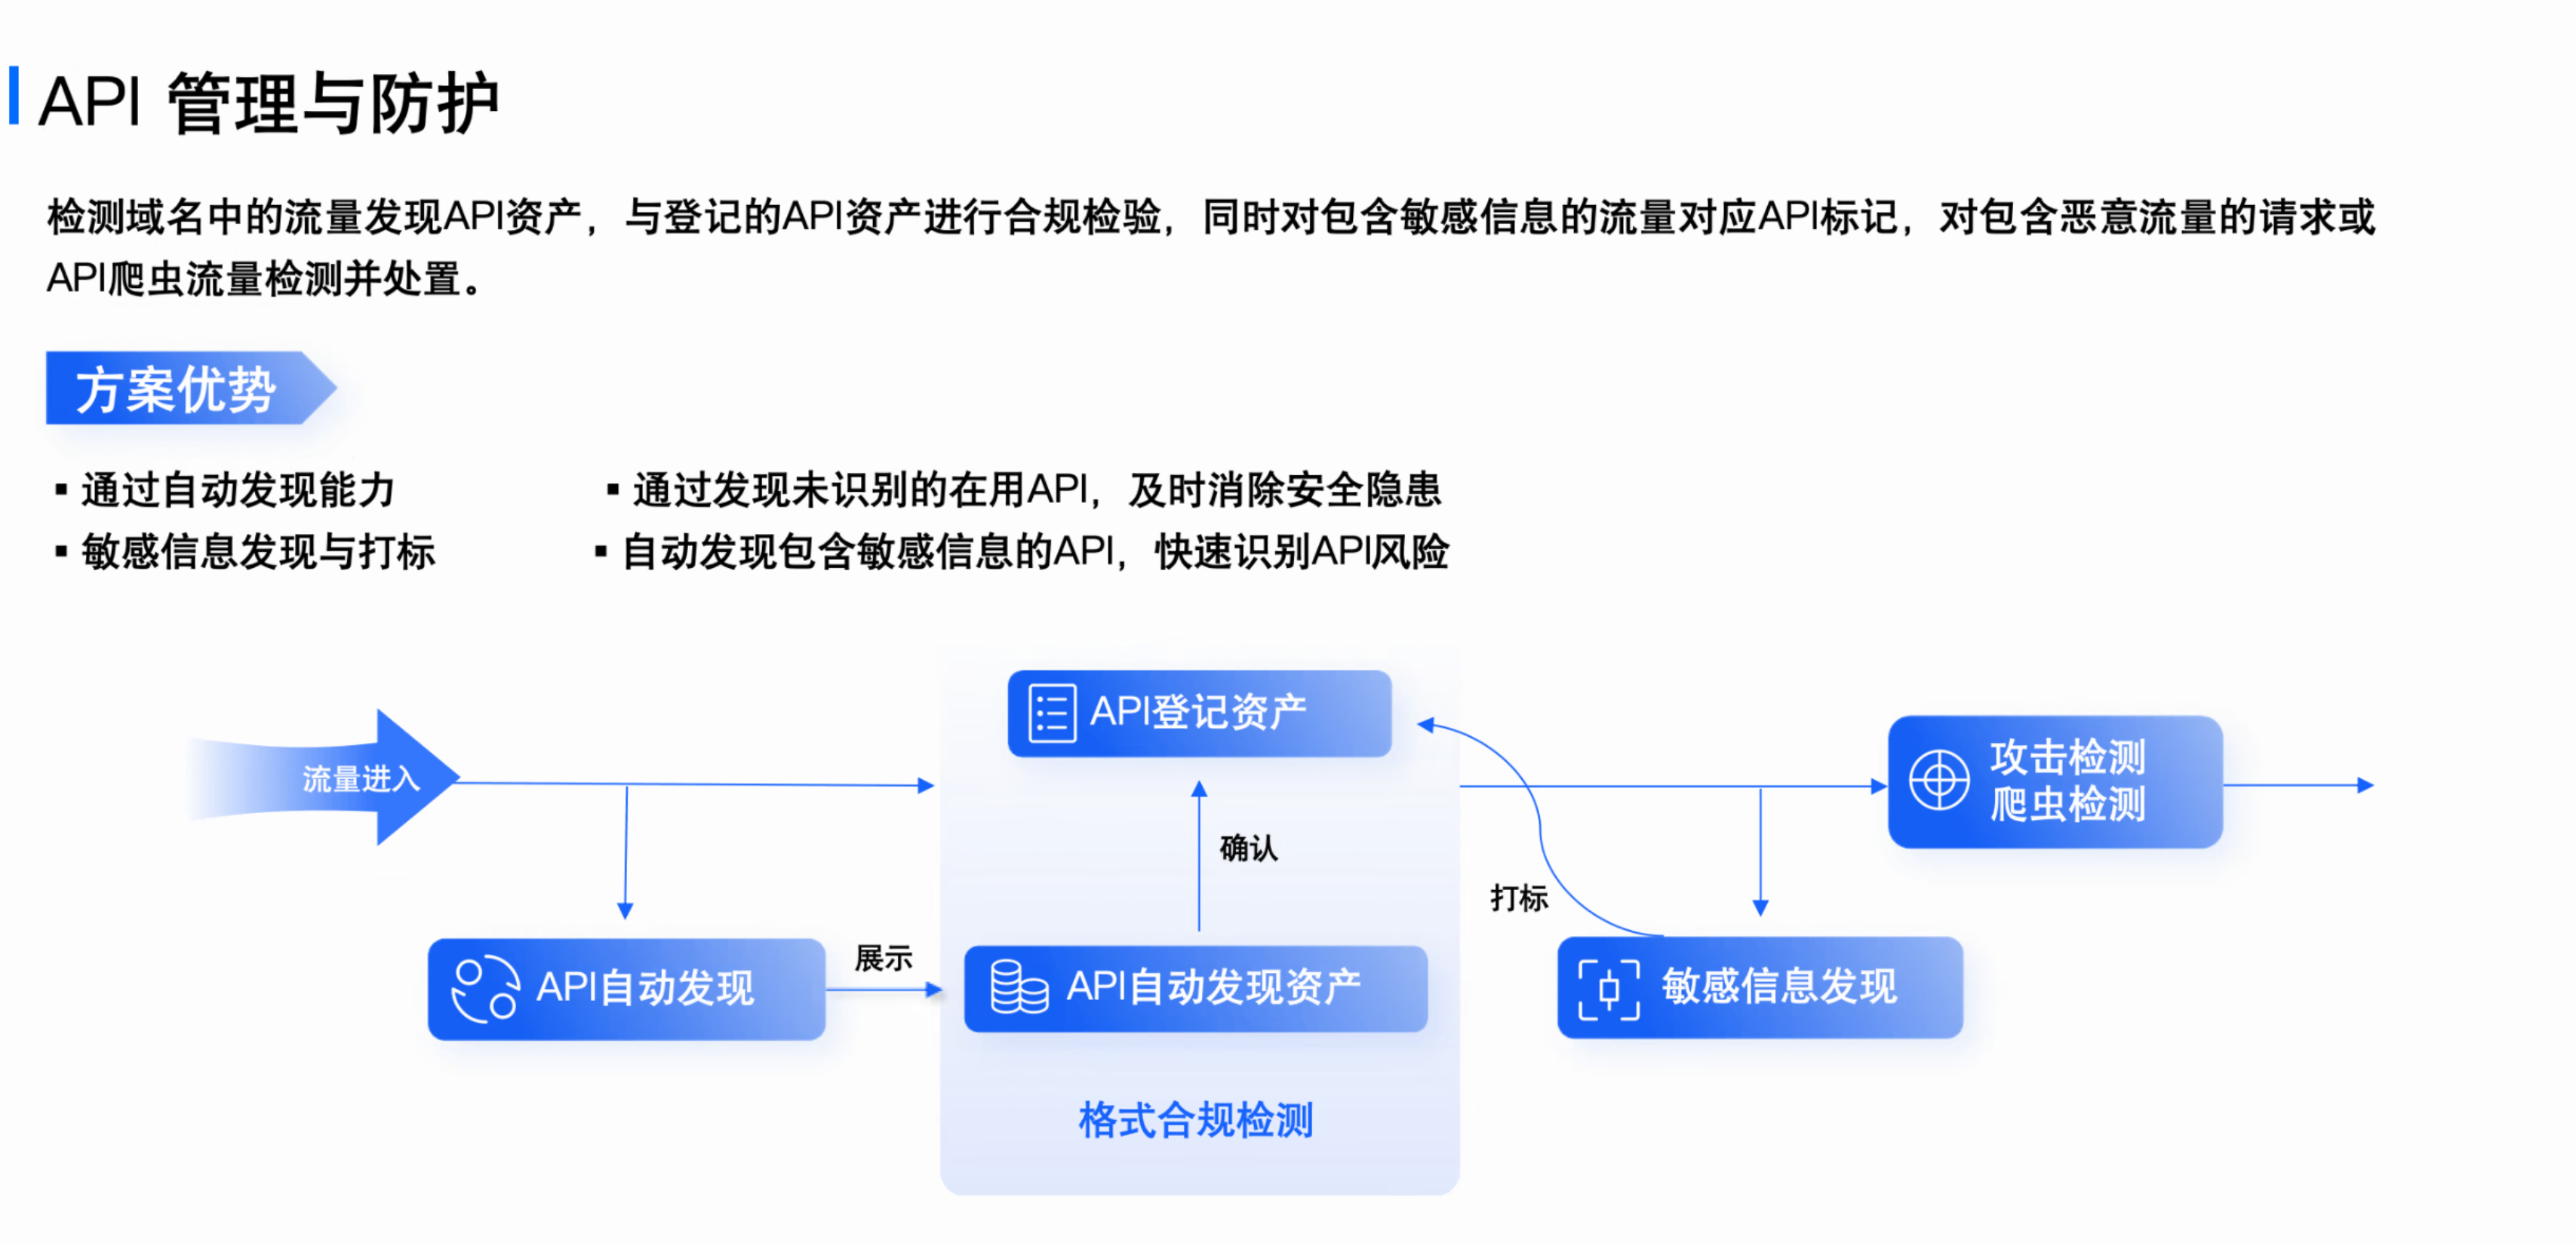 API 管理与防护
检测域名中的流量发现API资产，与登记的API资产进行合规检验，同时对包含敏感信息的流量对应API标记，对包含恶意流量的请求或
API爬虫流量检测并处置。
方案优势
▪ 通过自动发现能力
▪ 通过发现未识别的在用API，及时消除安全隐患
▪ 敏感信息发现与打标
▪ 自动发现包含敏感信息的API，快速识别API风险
API登记资产
流量进入
攻击检测
爬虫检测
确认
打标
展示
API自动发现
API自动发现资产
敏感信息发现
格式合规检测